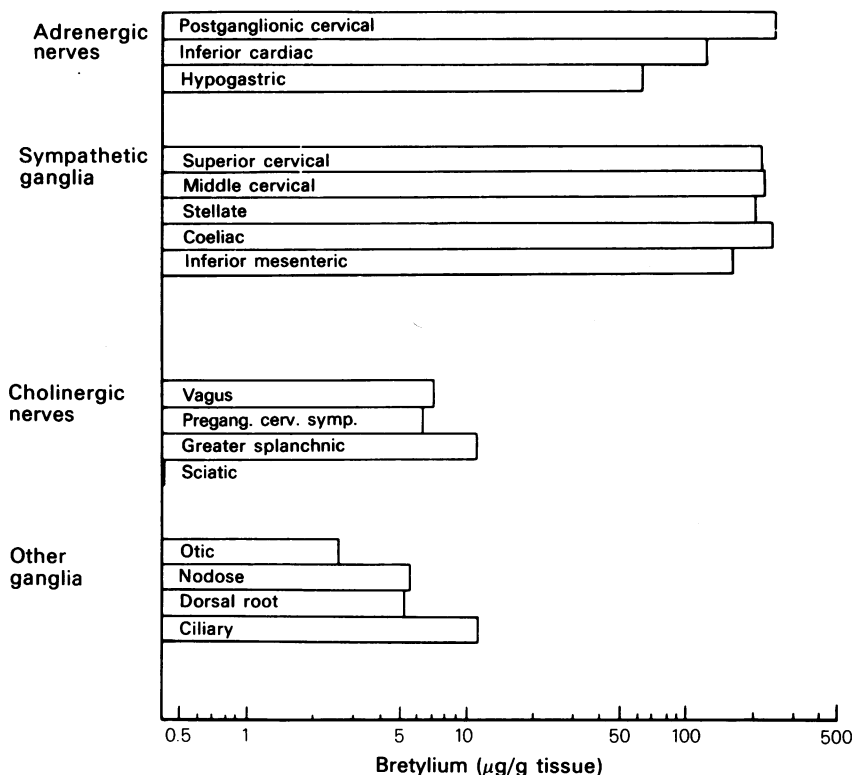 Adrenergic
nerves
Postganglionic cervical
Inferior cardiac
Hypogastric
Sympathetic
ganglia
Superior cervical
Middle cervical
Stellate
Coeliac
Inferior mesenteric
Cholinergic
nerves
Vagus
Pregang. cerv. symp.
Greater splanchnic
Sciatic
Other
ganglia
Otic
Nodose
Dorsal root
Ciliary
0.5 1 5 10 50 100 500
Bretylium (μg/g tissue)